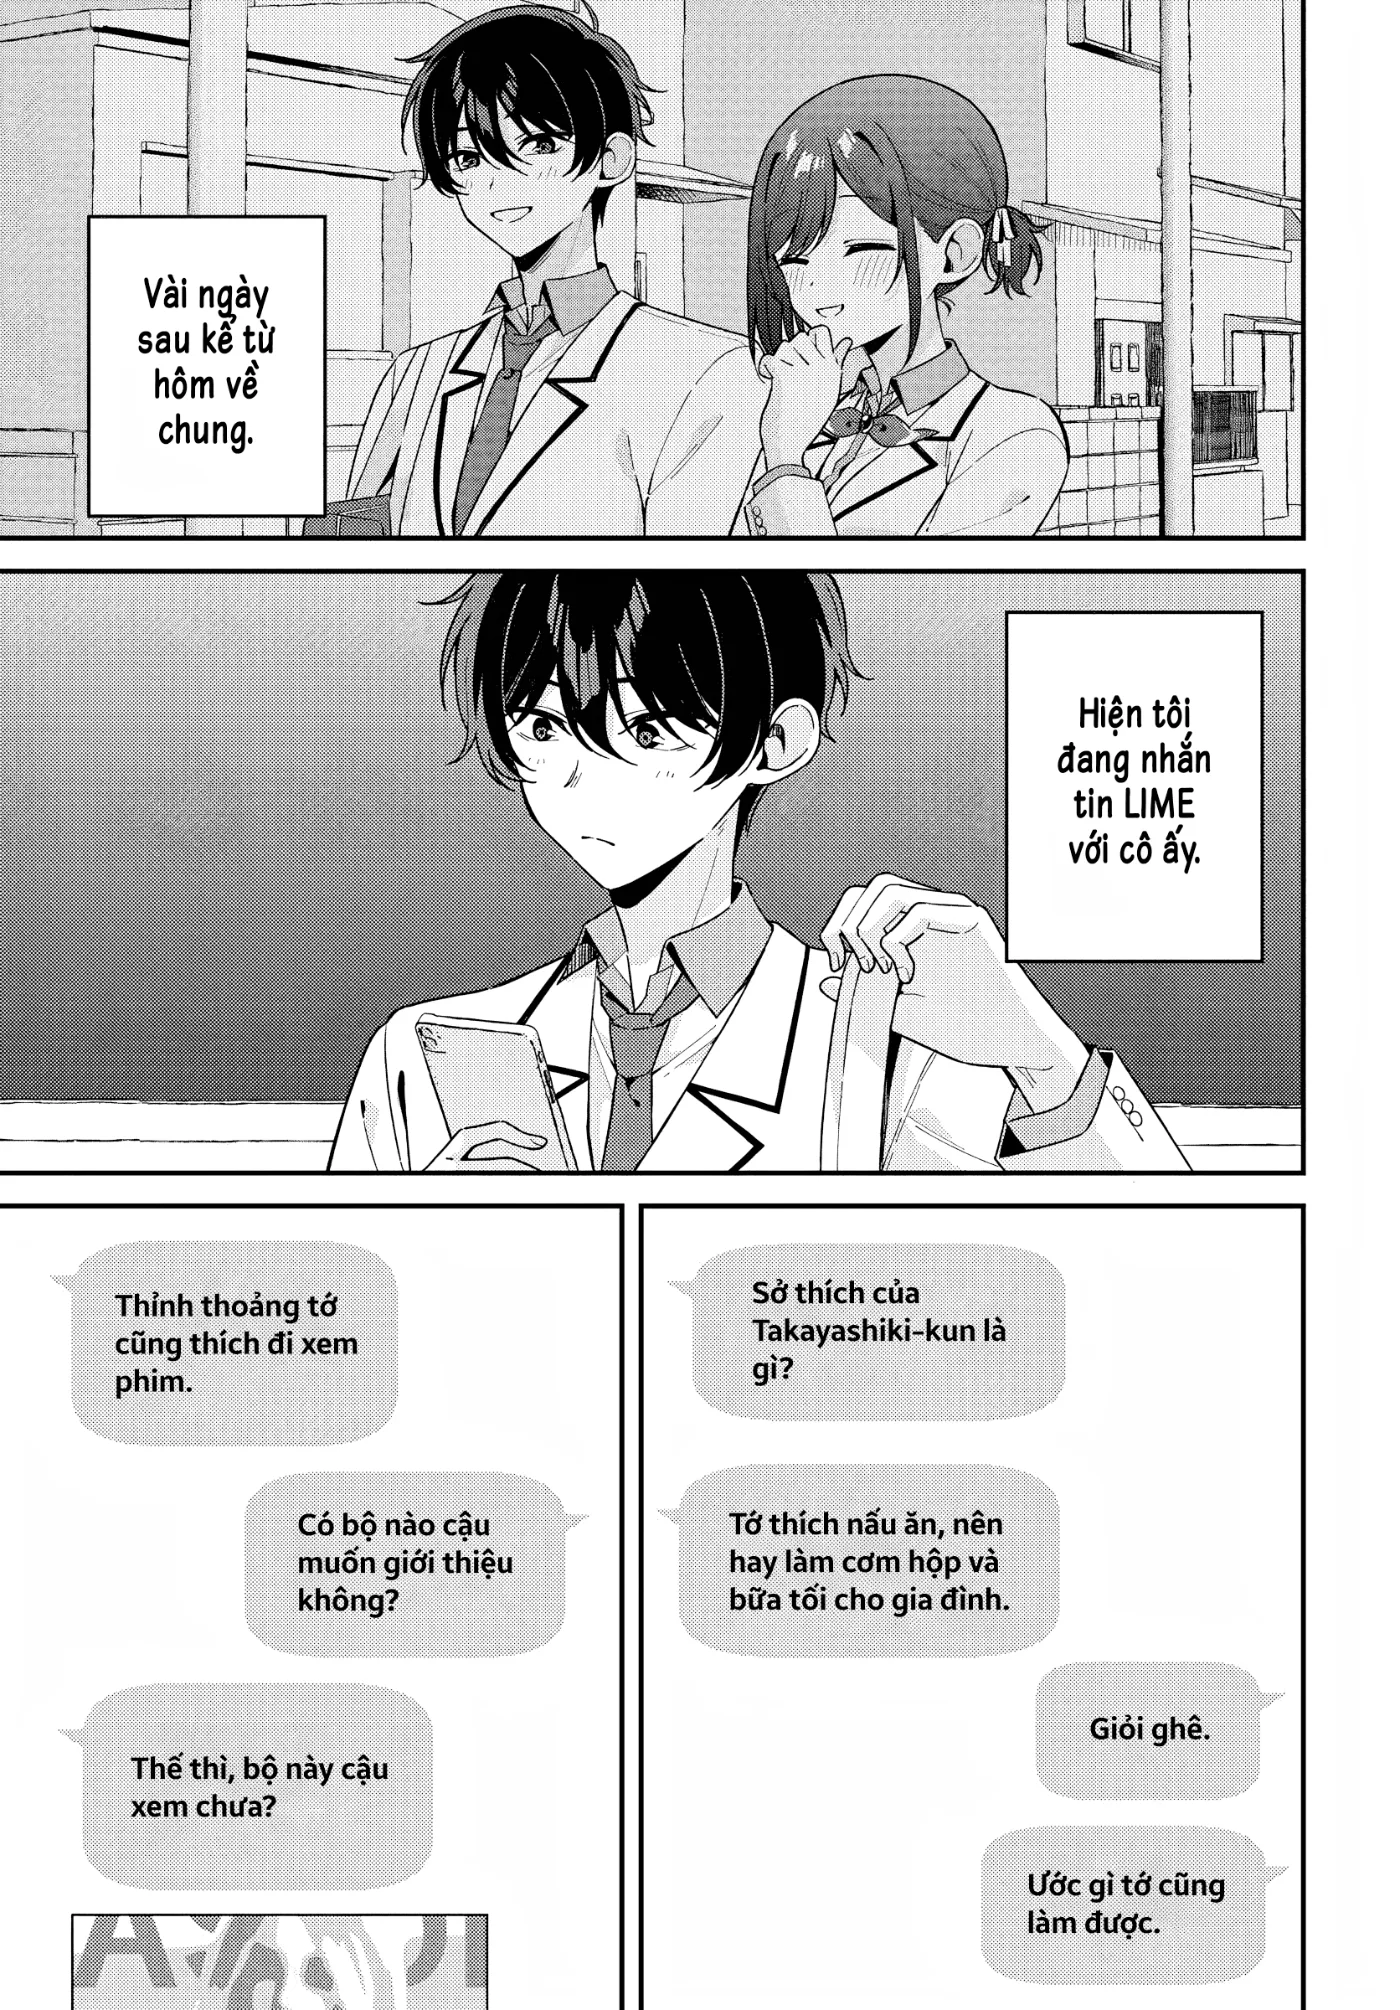 Vài ngày
sau kể từ
hôm về
chung.
Hiện tôi
đang nhắn
tin LIME
với cô ấy.
Sở thích của
Takayashiki-kun là
gì?
Tớ thích nấu ăn, nên
hay làm cơm hộp và
bữa tối cho gia đình.
Giỏi ghê.
Ước gì tớ cũng
làm được.
Thỉnh thoảng tớ
cũng thích đi xem
phim.
Có bộ nào cậu
muốn giới thiệu
không?
Thế thì, bộ này cậu
xem chưa?